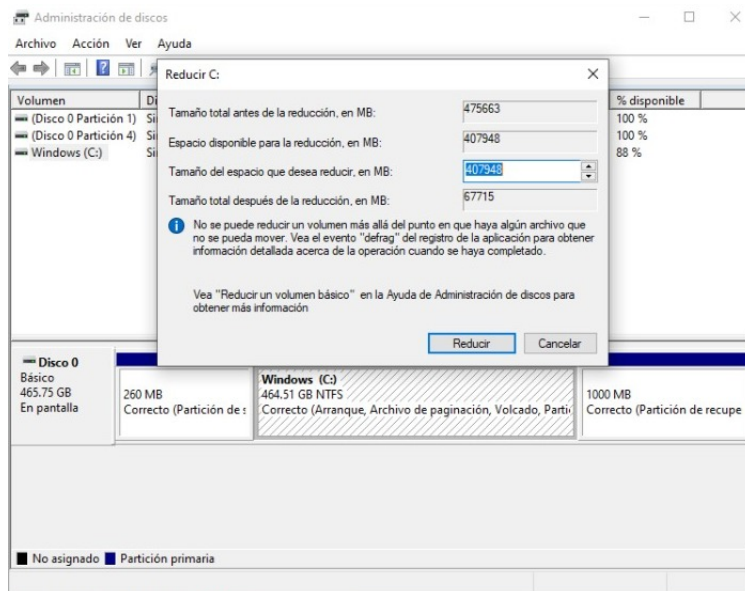 Administración de discos
Archivo Acción Ver Ayuda
Reducir C:
Volumen
% disponible
(Disco 0 Partición 1)
100 %
(Disco 0 Partición 4)
100 %
Windows (C:)
88 %
Tamaño total antes de la reducción, en MB: 475663
Espacio disponible para la reducción, en MB: 407948
Tamaño del espacio que desea reducir, en MB: 407948
Tamaño total después de la reducción, en MB: 67715
No se puede reducir un volumen más allá del punto en que haya algún archivo que
no se pueda mover. Vea el evento "defrag" del registro de la aplicación para obtener
información detallada acerca de la operación cuando se haya completado.
Vea "Reducir un volumen básico" en la Ayuda de Administración de discos para
obtener más información
Reducir Cancelar
Disco 0
Básico
465.75 GB
En pantalla
260 MB
Correcto (Partición de s
Windows (C:)
464.51 GB NTFS
Correcto (Arranque, Archivo de paginación, Volcado, Parti
1000 MB
Correcto (Partición de recupe
No asignado Partición primaria